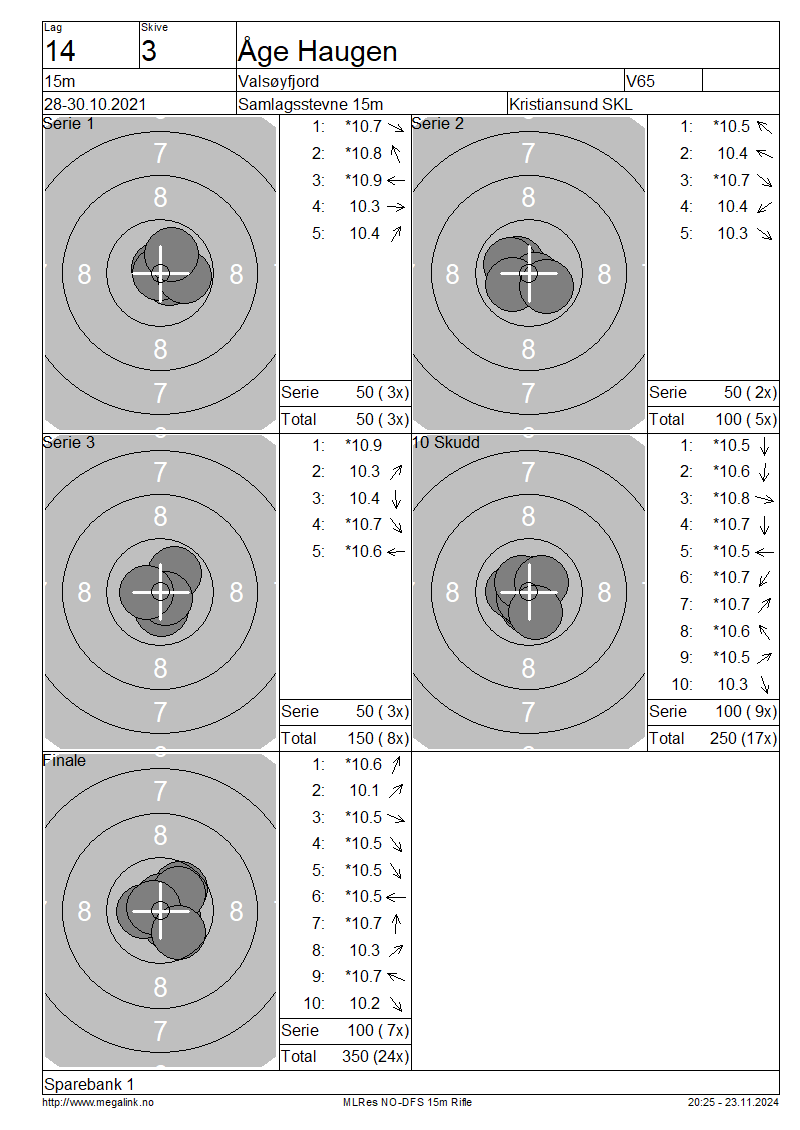 Lag
Skive
14
3
Åge Haugen
15m
Valsøyfjord
V65
28-30.10.2021
Samlagsstevne 15m
Kristiansund SKL
Serie 1
7
8
8
8
8
7
1: *10.7
2: *10.8
3: *10.9
4: 10.3
5: 10.4
Serie 50 ( 3x)
Total 50 ( 3x)
Serie 2
7
8
8
8
8
7
1: *10.5
2: 10.4
3: *10.7
4: 10.4
5: 10.3
Serie 50 ( 2x)
Total 100 ( 5x)
Serie 3
7
8
8
8
8
7
1: *10.9
2: 10.3
3: 10.4
4: *10.7
5: *10.6
Serie 50 ( 3x)
Total 150 ( 8x)
10 Skudd
7
8
8
8
8
7
1: *10.5
2: *10.6
3: *10.8
4: *10.7
5: *10.5
6: *10.7
7: *10.7
8: *10.6
9: *10.5
10: 10.3
Serie 100 ( 9x)
Total 250 (17x)
Finale
7
8
8
8
8
7
1: *10.6
2: 10.1
3: *10.5
4: *10.5
5: *10.5
6: *10.5
7: *10.7
8: 10.3
9: *10.7
10: 10.2
Serie 100 ( 7x)
Total 350 (24x)
Sparebank 1
http://www.megalink.no
MLRes NO-DFS 15m Rifle
20:25 - 23.11.2024